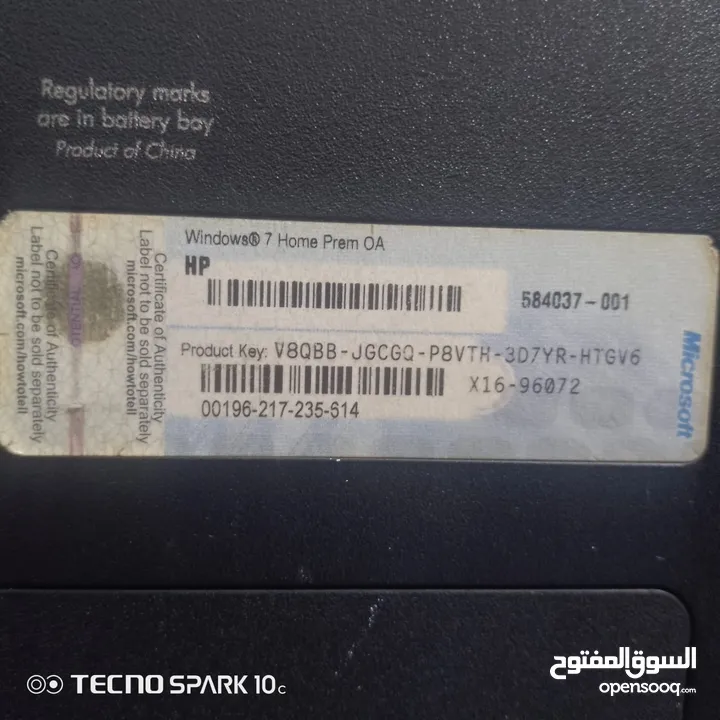 Regulatory marks
are in battery bay
Product of China
Certificate of Authenticity
Label not to be sold separately
microsoft.com/howtotell
Certificate of Authenticity
Label not to be sold separately
microsoft.com/howtotell
Windows® 7 Home Prem OA
HP
584037-001
Product Key: V8QBB-JGCGQ-P8VTH-3D7YR-HTGV6
X16-96072
00196-217-235-614
Microsoft
TECNO SPARK 10C
السوق المفتوح
opensooq.com